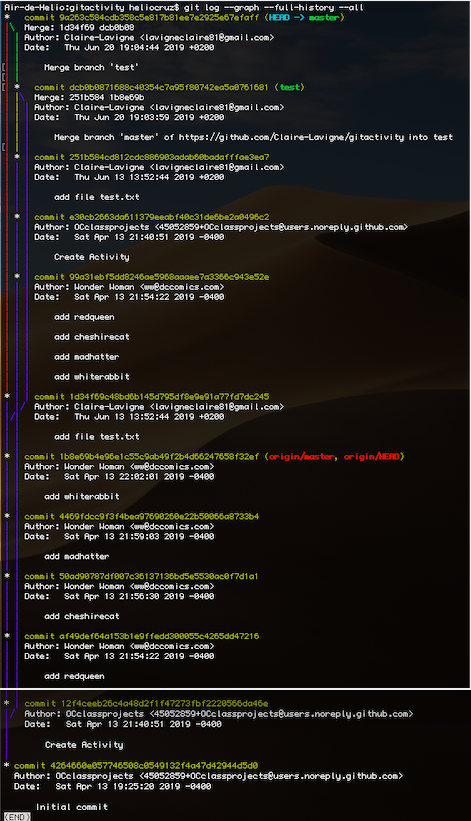 Air-de-Helio:gitactivity heliocruz$ git log --graph --full-history --all
* commit 9a263c584cdb358c5e817b81ee7e2925e67efaff (HEAD -> master)
|\ Merge: 1d34f69 dcb0b08
| | Author: Claire-Lavigne <lavigneclaire81@gmail.com>
| | Date: Thu Jun 20 19:04:44 2019 +0200
Merge branch 'test'
* commit dcb0b0871688c40354c7a95f80742ea5a0761681 (test)
Merge: 251b584 1b8e69b
Author: Claire-Lavigne <lavigneclaire81@gmail.com>
Date: Thu Jun 20 19:03:59 2019 +0200
Merge branch 'master' of https://github.com/Claire-Lavigne/gitactivity into test
* commit 251b584cd812cdc886903adab60badafffae3ea7
Author: Claire-Lavigne <lavigneclaire81@gmail.com>
Date: Thu Jun 13 13:52:44 2019 +0200
add file test.txt
* commit e30cb2663da611379eeabf40c31de6be2a0496c2
Author: OCclassprojects <45052859+OCclassprojects@users.noreply.github.com>
Date: Sat Apr 13 21:40:51 2019 -0400
Create Activity
* commit 99a31ebf5dd8246ae5968aaaee7a3366c943e52e
Author: Wonder Woman <ww@dccomics.com>
Date: Sat Apr 13 21:54:22 2019 -0400
add redqueen
add cheshirecat
add madhatter
add whiterabbit
* commit 1d34f69c48bd6b145d795df8e9e91a77fd7dc245
Author: Claire-Lavigne <lavigneclaire81@gmail.com>
Date: Thu Jun 13 13:52:44 2019 +0200
add file test.txt
* commit 1b8e69b4e96e1c55c9ab49f2b4d66247658f32ef (origin/master, origin/HEAD)
Author: Wonder Woman <ww@dccomics.com>
Date: Sat Apr 13 22:02:01 2019 -0400
add whiterabbit
* commit 4469fdcc9f3f4bea97690260e22b50066a8733b4
Author: Wonder Woman <ww@dccomics.com>
Date: Sat Apr 13 21:59:03 2019 -0400
add madhatter
* commit 50ad90787df007c36137136bd5e5530ac0f7d1a1
Author: Wonder Woman <ww@dccomics.com>
Date: Sat Apr 13 21:56:30 2019 -0400
add cheshirecat
* commit af49def64a153b1e9ffedd300055c4265dd47216
Author: Wonder Woman <ww@dccomics.com>
Date: Sat Apr 13 21:54:22 2019 -0400
add redqueen
* commit 12f4ceeb26c4a48d2f1f47273fbf2220566da46e
Author: OCclassprojects <45052859+OCclassprojects@users.noreply.github.com>
Date: Sat Apr 13 21:40:51 2019 -0400
Create Activity
* commit 4264660e057746508c0549132f4a47d42944d5d0
Author: OCclassprojects <45052859+OCclassprojects@users.noreply.github.com>
Date: Sat Apr 13 19:25:20 2019 -0400
Initial commit
(END)